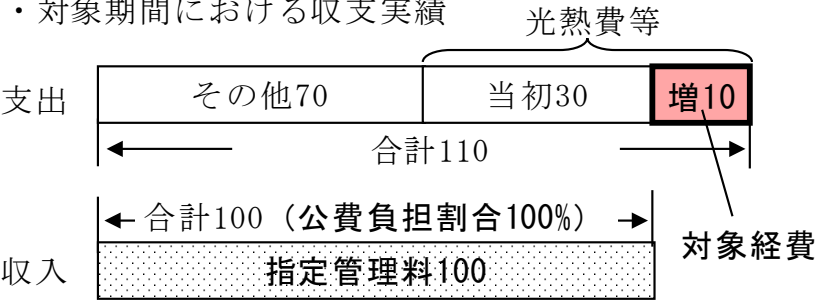 ・対象期間における収支実績
光熱費等
支出 その他70 当初30 増10
合計110
合計100（公費負担割合100%）
対象経費
収入 指定管理料100